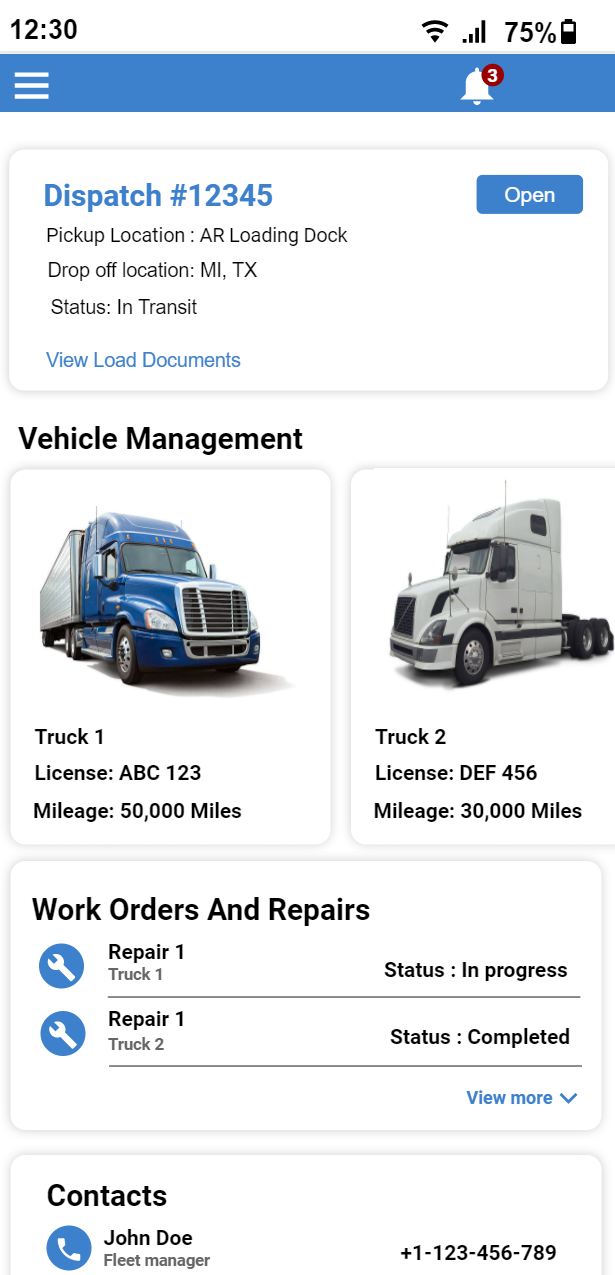 12:30 75%
3
Dispatch #12345 Open
Pickup Location : AR Loading Dock
Drop off location: MI, TX
Status: In Transit
View Load Documents
Vehicle Management
Truck 1
License: ABC 123
Mileage: 50,000 Miles
Truck 2
License: DEF 456
Mileage: 30,000 Miles
Work Orders And Repairs
Repair 1
Truck 1
Status : In progress
Repair 1
Truck 2
Status : Completed
View more
Contacts
John Doe
Fleet manager
+1-123-456-789